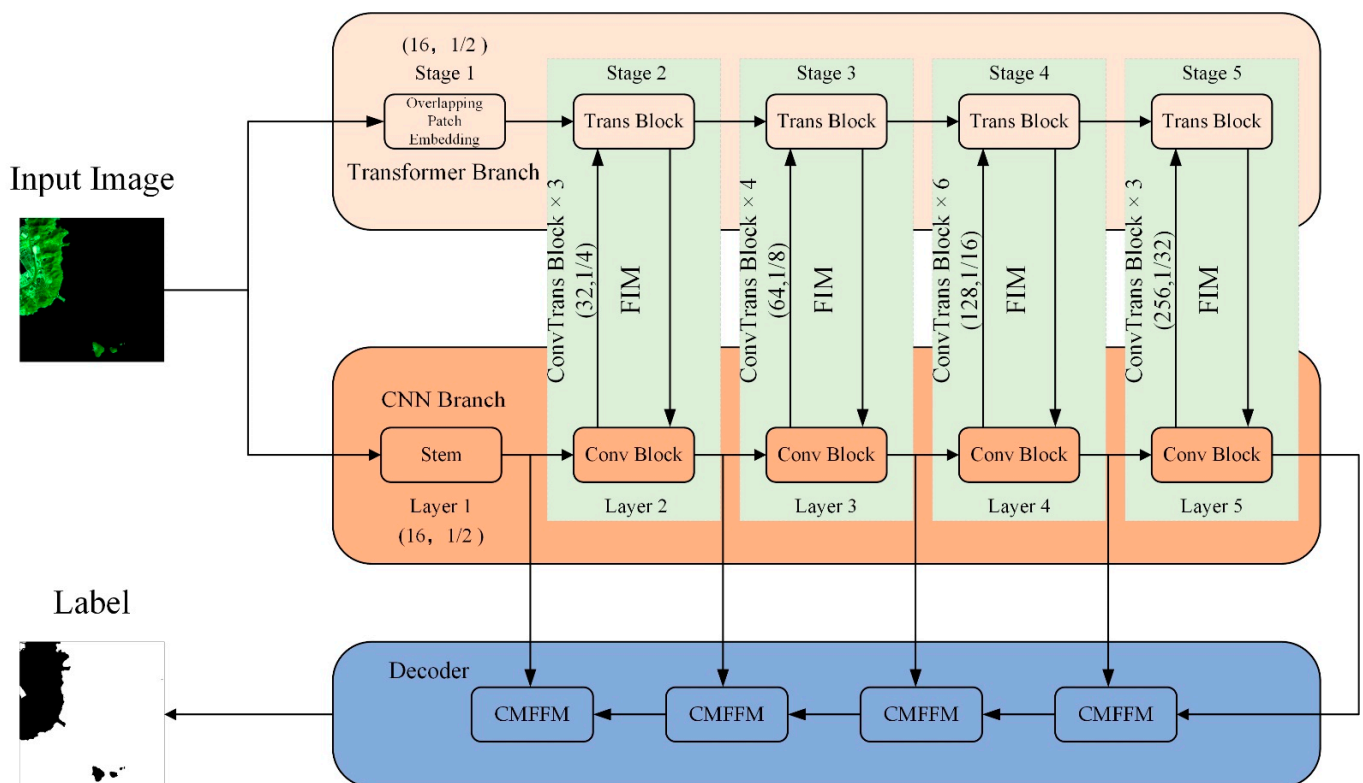 Input Image
(16, 1/2 )
Stage 1
Overlapping
Patch
Embedding
Transformer Branch
Stage 2
Trans Block
ConvTrans Block × 3
(32,1/4)
FIM
Stage 3
Trans Block
ConvTrans Block × 4
(64,1/8)
FIM
Stage 4
Trans Block
ConvTrans Block × 6
(128,1/16)
FIM
Stage 5
Trans Block
ConvTrans Block × 3
(256,1/32)
FIM
CNN Branch
Stem
Layer 1
(16, 1/2 )
Conv Block
Layer 2
Conv Block
Layer 3
Conv Block
Layer 4
Conv Block
Layer 5
Label
Decoder
CMFFM
CMFFM
CMFFM
CMFFM